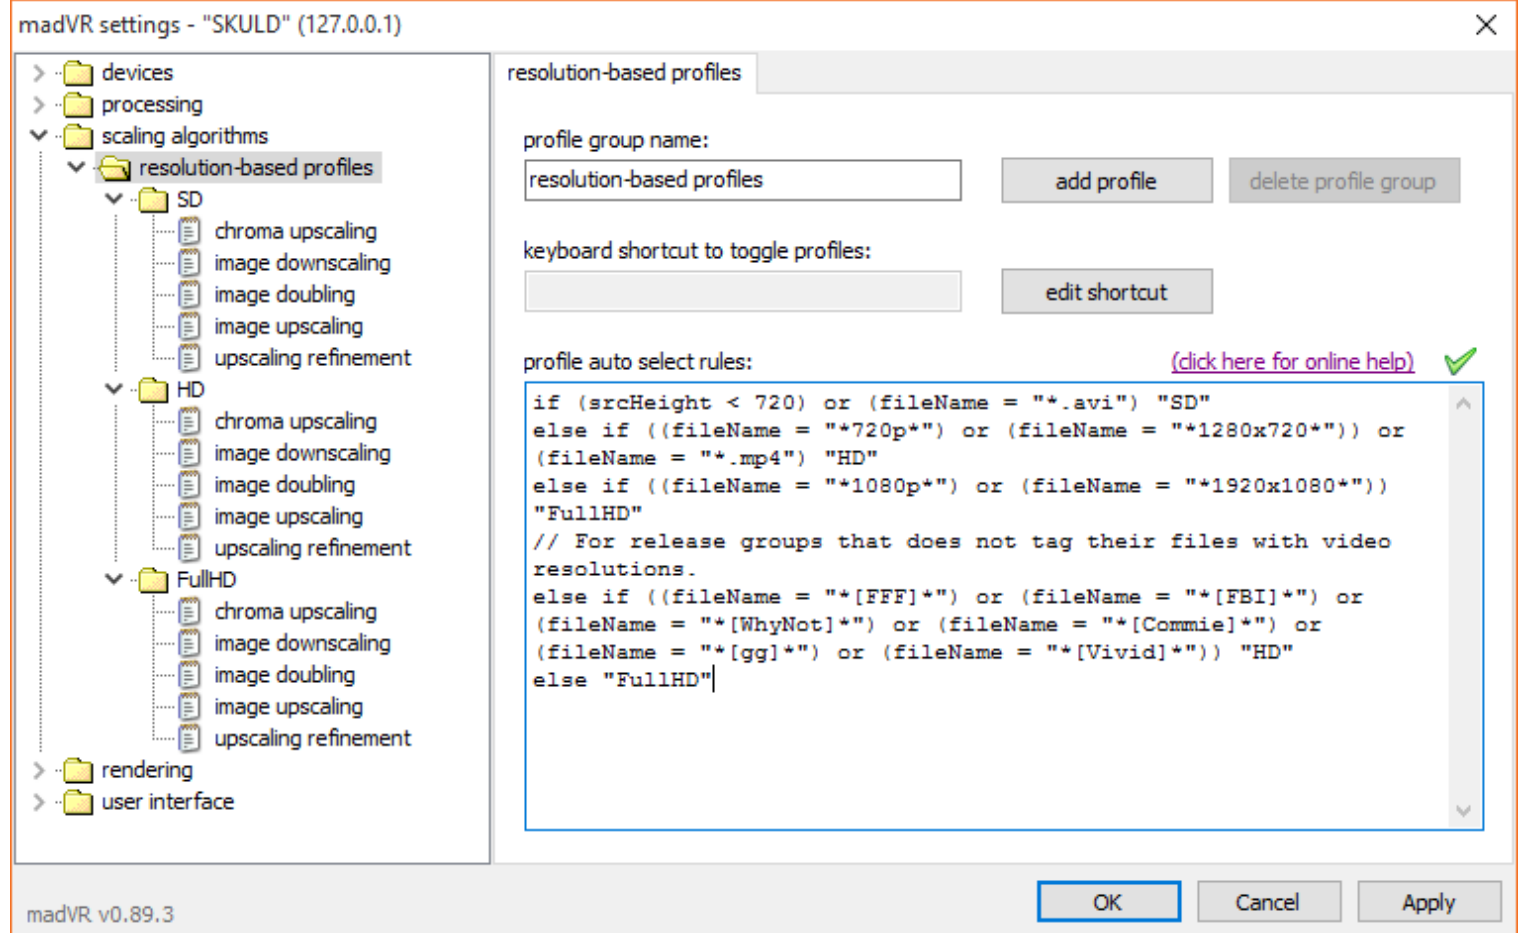 madVR settings - "SKULD" (127.0.0.1)
devices
processing
scaling algorithms
resolution-based profiles
SD
chroma upscaling
image downscaling
image doubling
image upscaling
upscaling refinement
HD
chroma upscaling
image downscaling
image doubling
image upscaling
upscaling refinement
FullHD
chroma upscaling
image downscaling
image doubling
image upscaling
upscaling refinement
rendering
user interface
resolution-based profiles
profile group name:
resolution-based profiles
add profile
delete profile group
keyboard shortcut to toggle profiles:
edit shortcut
profile auto select rules:
(click here for online help)
if (srcHeight < 720) or (fileName = "*.avi") "SD"
else if ((fileName = "*720p*") or (fileName = "*1280x720*")) or
(fileName = "*.mp4") "HD"
else if ((fileName = "*1080p*") or (fileName = "*1920x1080*"))
"FullHD"
// For release groups that does not tag their files with video
resolutions.
else if ((fileName = "*[FFF]*") or (fileName = "*[FBI]*") or
(fileName = "*[WhyNot]*") or (fileName = "*[Commie]*") or
(fileName = "*[gg]*") or (fileName = "*[Vivid]*")) "HD"
else "FullHD"
madVR v0.89.3
OK
Cancel
Apply